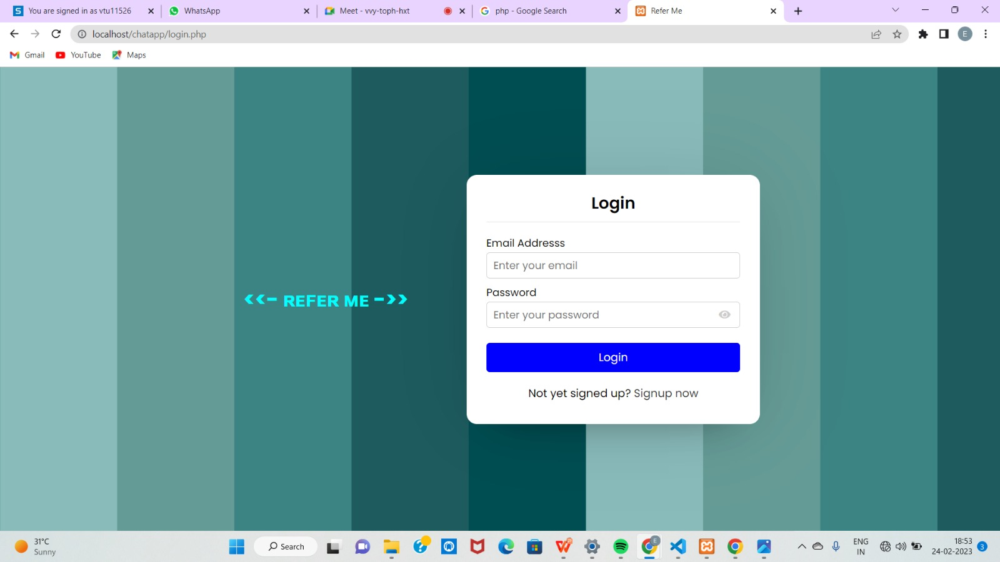 You are signed in as vtu11526
WhatsApp
Meet - vvy-toph-hxt
php - Google Search
Refer Me
localhost/chatapp/login.php
E
Gmail
YouTube
Maps
Login
Email Addresss
Enter your email
<<- REFER ME ->>
Password
Enter your password
Login
Not yet signed up? Signup now
31°C
Sunny
Search
ENG
IN
18:53
24-02-2023
3